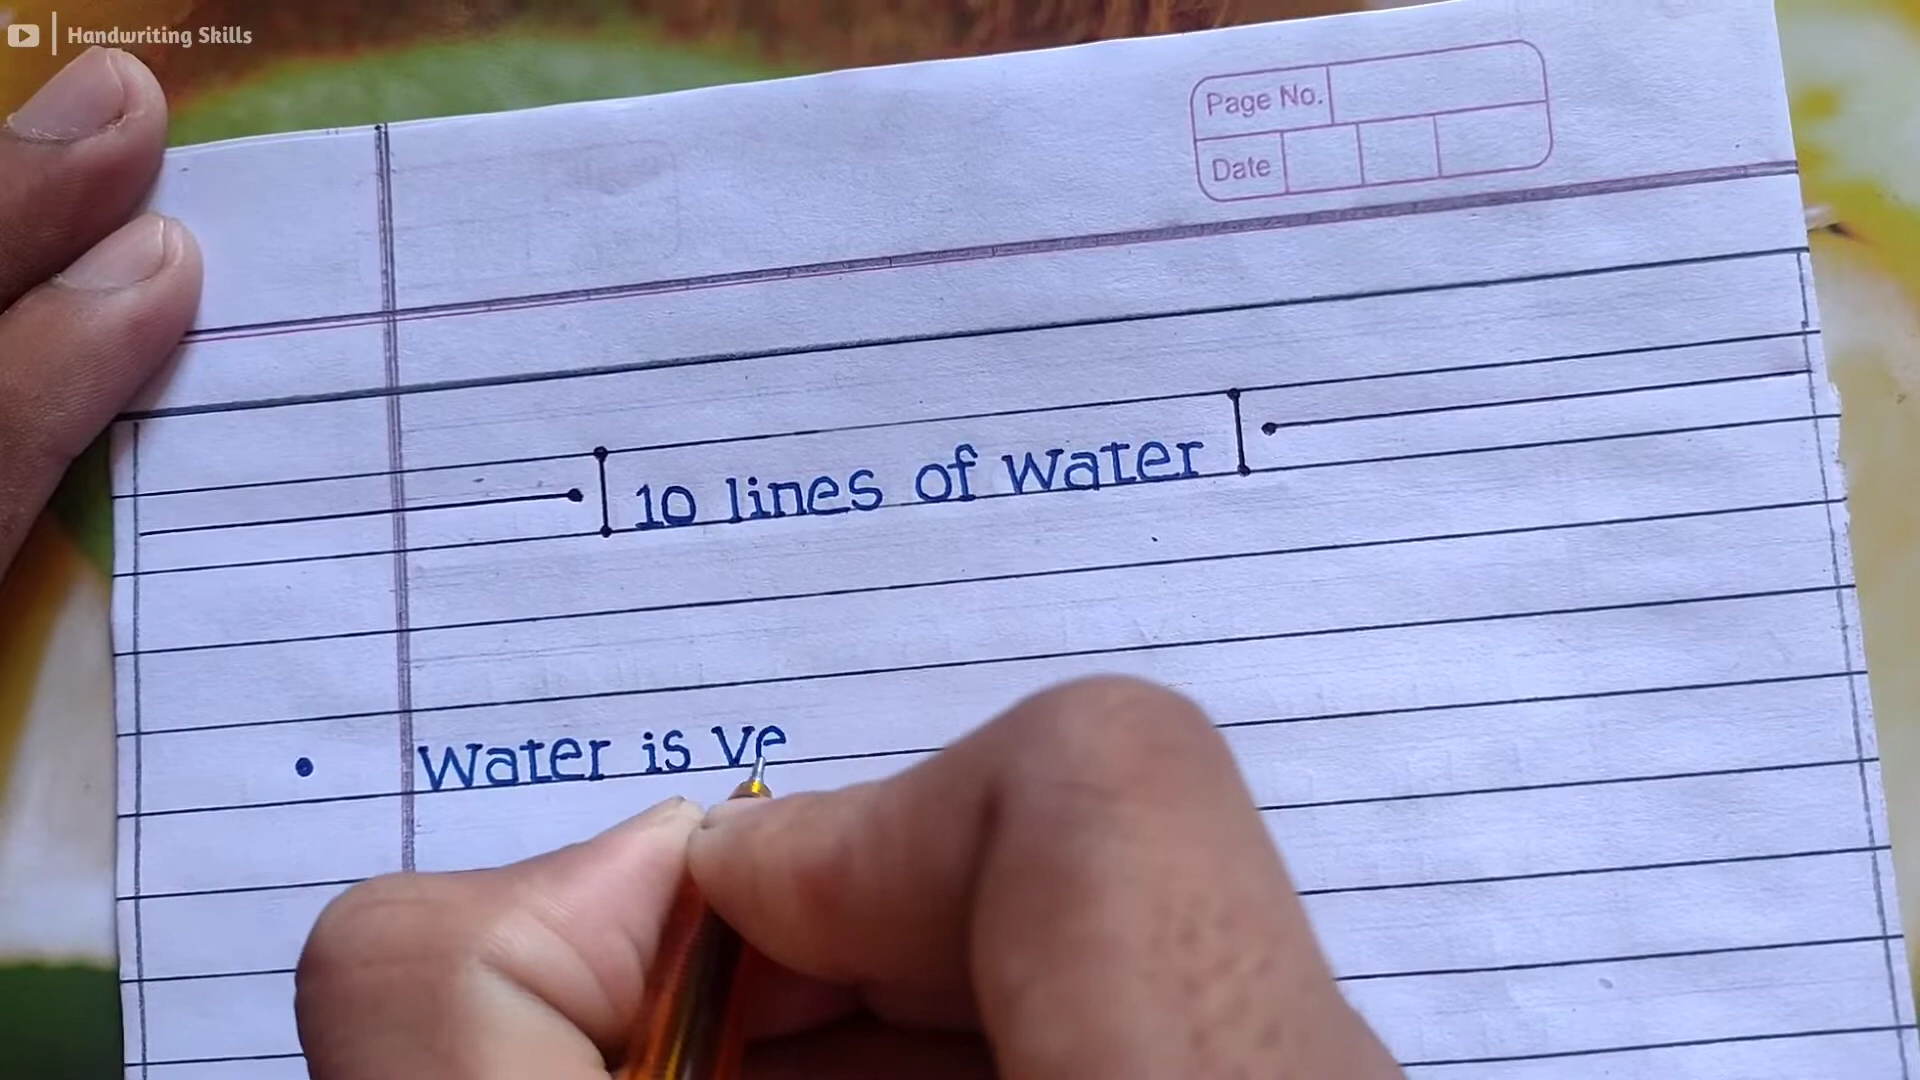 Handwriting Skills
Page No.
Date
10 lines of water
• Water is ve